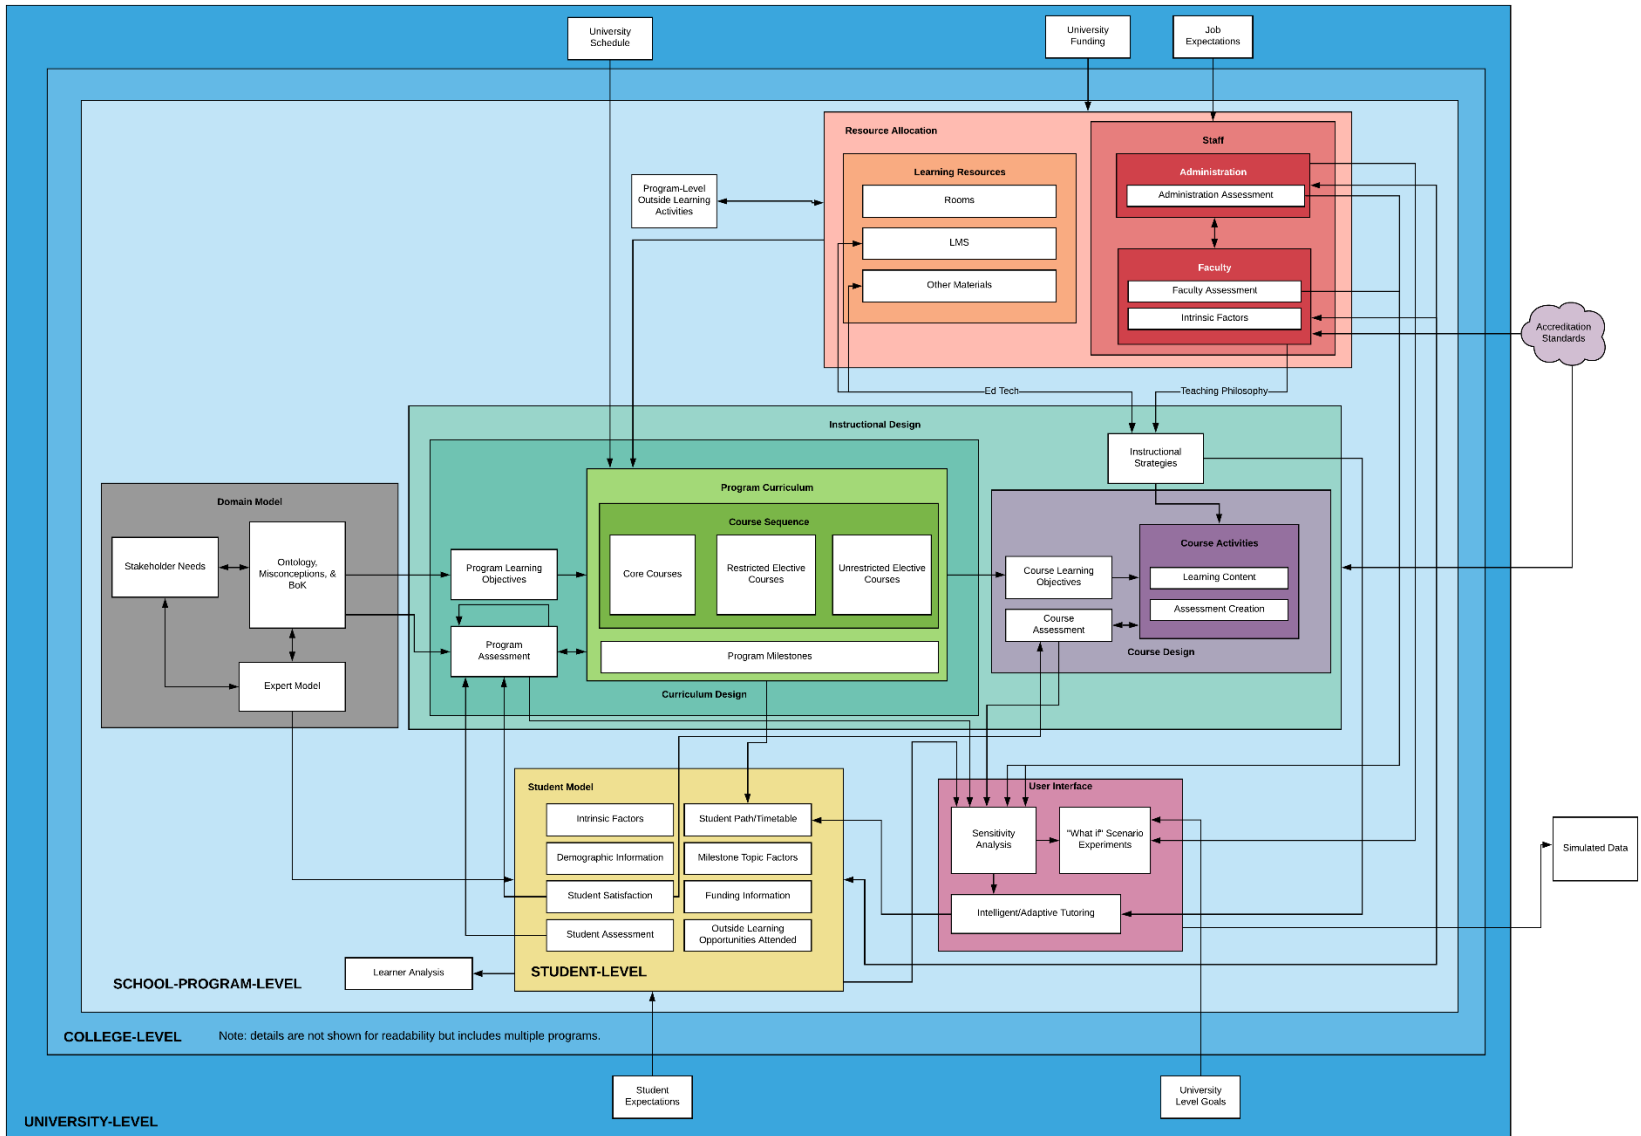 University
Schedule
University
Funding
Job
Expectations
Resource Allocation
Staff
Learning Resources
Administration
Rooms
Administration Assessment
Program-Level
Outside Learning
Activities
LMS
Faculty
Other Materials
Faculty Assessment
Intrinsic Factors
Accreditation
Standards
Ed Tech
Teaching Philosophy
Instructional Design
Instructional
Strategies
Domain Model
Program Curriculum
Course Sequence
Stakeholder Needs
Ontology,
Misconceptions, &
BoK
Program Learning
Objectives
Core Courses
Restricted Elective
Courses
Unrestricted Elective
Courses
Course Learning
Objectives
Course Activities
Learning Content
Assessment Creation
Course
Assessment
Program
Assessment
Program Milestones
Course Design
Expert Model
Curriculum Design
Student Model
User Interface
Intrinsic Factors
Student Path/Timetable
Sensitivity
Analysis
"What if" Scenario
Experiments
Simulated Data
Demographic Information
Milestone Topic Factors
Student Satisfaction
Funding Information
Intelligent/Adaptive Tutoring
Student Assessment
Outside Learning
Opportunities Attended
Learner Analysis
STUDENT-LEVEL
SCHOOL-PROGRAM-LEVEL
COLLEGE-LEVEL
Note: details are not shown for readability but includes multiple programs.
Student
Expectations
University
Level Goals
UNIVERSITY-LEVEL